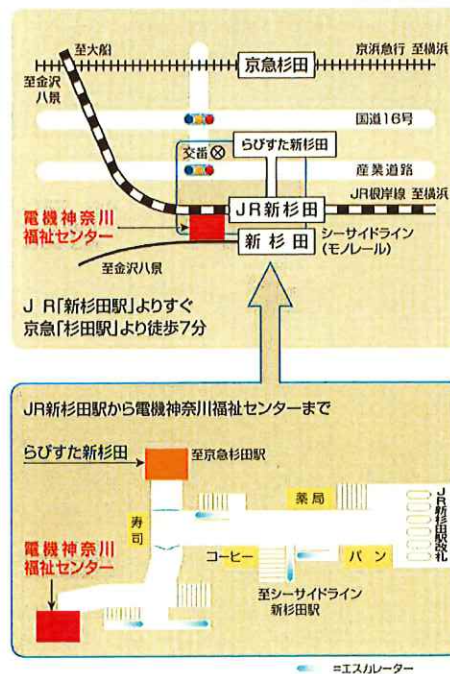 至大船
京急杉田
京浜急行 至横浜
至金沢
八景
国道16号
交番
らびすた新杉田
産業道路
JR根岸線 至横浜
電機神奈川
福祉センター
JR新杉田
新杉田
シーサイドライン
(モノレール)
至金沢八景
JR「新杉田駅」よりすぐ
京急「杉田駅」より徒歩7分
JR新杉田駅から電機神奈川福祉センターまで
らびすた新杉田
至京急杉田駅
寿司
薬局
JR新杉田駅改札
コーヒー
パン
電機神奈川
福祉センター
至シーサイドライン
新杉田駅
=エスカレーター